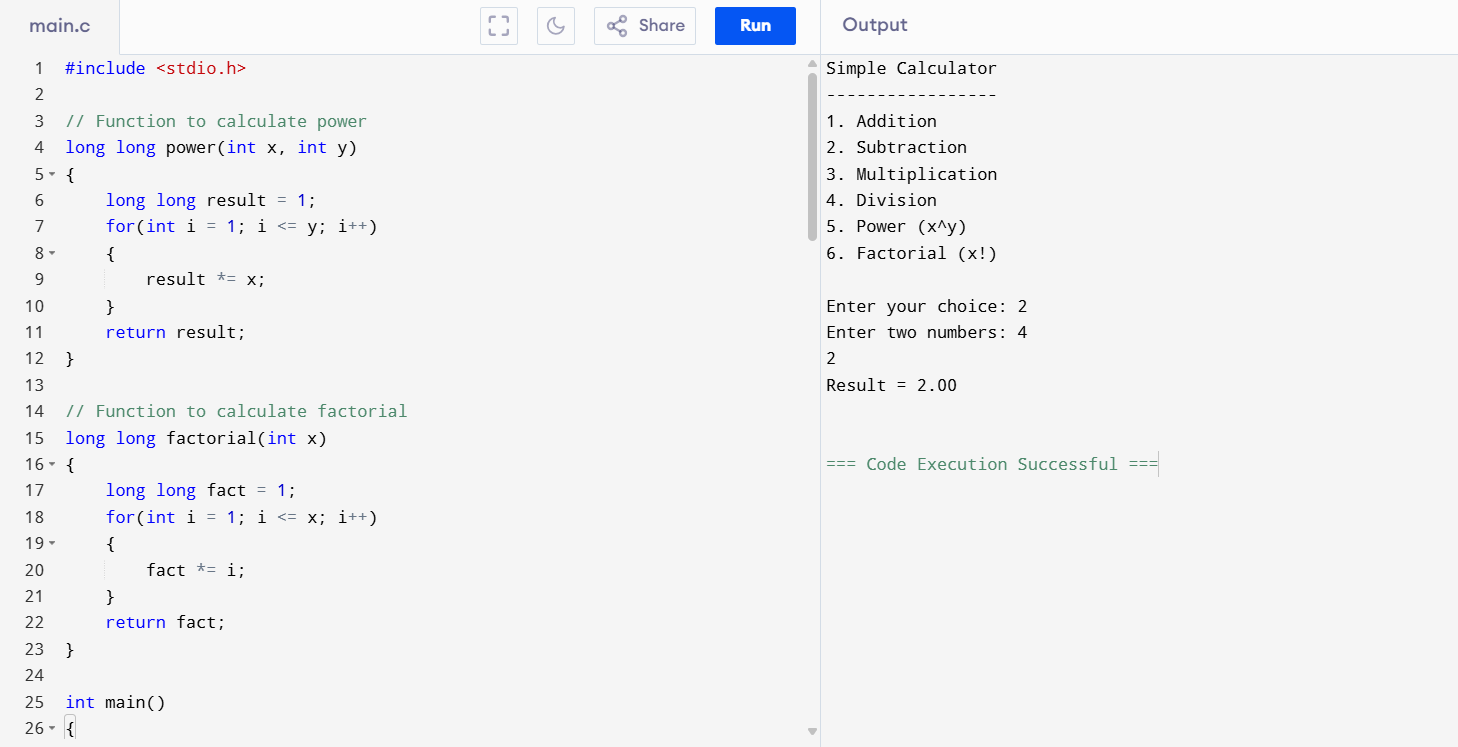 main.c
Share
Run
Output
1 #include <stdio.h>
2
3 // Function to calculate power
4 long long power(int x, int y)
5 {
6     long long result = 1;
7     for(int i = 1; i <= y; i++)
8     {
9         result *= x;
10     }
11     return result;
12 }
13
14 // Function to calculate factorial
15 long long factorial(int x)
16 {
17     long long fact = 1;
18     for(int i = 1; i <= x; i++)
19     {
20         fact *= i;
21     }
22     return fact;
23 }
24
25 int main()
26 {
Simple Calculator
-----------------
1. Addition
2. Subtraction
3. Multiplication
4. Division
5. Power (x^y)
6. Factorial (x!)
Enter your choice: 2
Enter two numbers: 4
2
Result = 2.00
=== Code Execution Successful ===